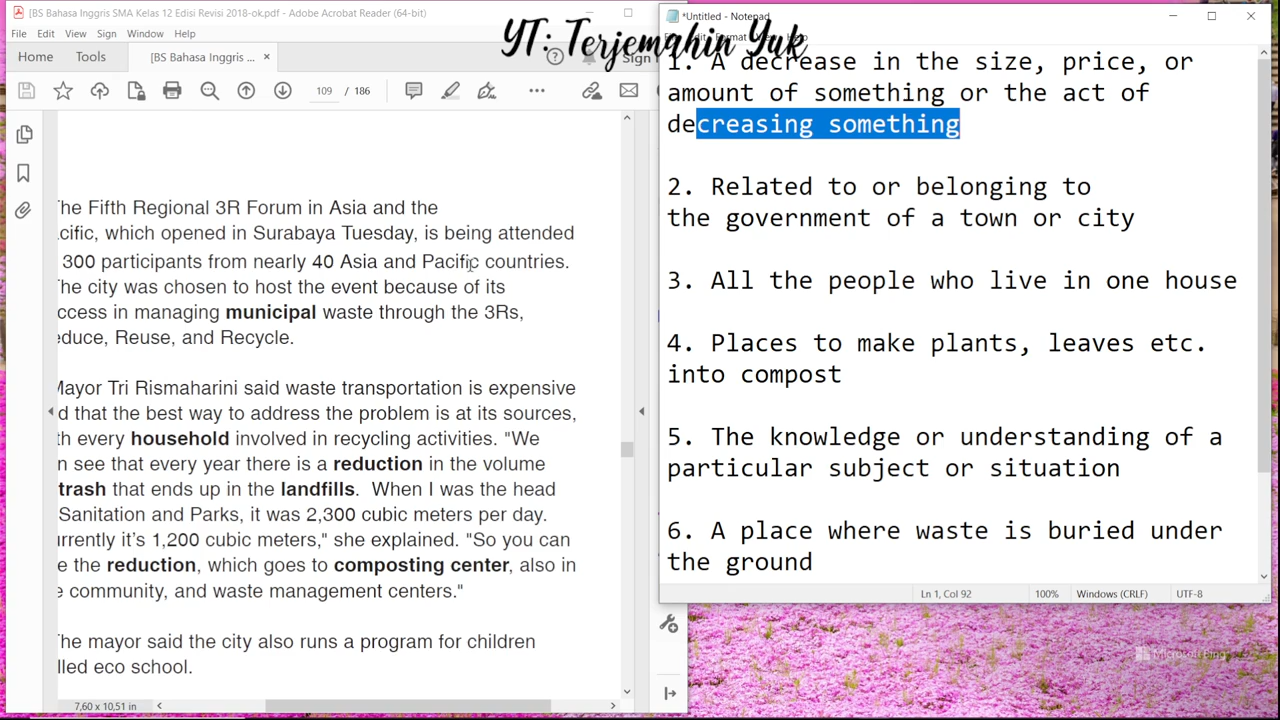 [BS Bahasa Inggris SMA Kelas 12 Edisi Revisi 2018-ok.pdf - Adobe Acrobat Reader (64-bit)
File Edit View Sign Window Help
Home Tools [BS Bahasa Inggris ... × Sign
109 / 186
YT: Terjemahin Yuk
The Fifth Regional 3R Forum in Asia and the
cific, which opened in Surabaya Tuesday, is being attended
300 participants from nearly 40 Asia and Pacific countries.
The city was chosen to host the event because of its
ccess in managing municipal waste through the 3Rs,
educe, Reuse, and Recycle.
Mayor Tri Rismaharini said waste transportation is expensive
d that the best way to address the problem is at its sources,
th every household involved in recycling activities. "We
n see that every year there is a reduction in the volume
trash that ends up in the landfills. When I was the head
Sanitation and Parks, it was 2,300 cubic meters per day.
urrently it's 1,200 cubic meters," she explained. "So you can
e the reduction, which goes to composting center, also in
e community, and waste management centers."
The mayor said the city also runs a program for children
lled eco school.
7,60 x 10,51 in
*Untitled - Notepad
Format
1. A decrease in the size, price, or
amount of something or the act of
decreasing something
2. Related to or belonging to
the government of a town or city
3. All the people who live in one house
4. Places to make plants, leaves etc.
into compost
5. The knowledge or understanding of a
particular subject or situation
6. A place where waste is buried under
the ground
Ln 1, Col 92 100% Windows (CRLF) UTF-8
Microsoft Bing